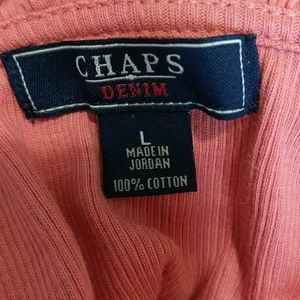 CHAPS
DENIM
L
MADE IN
JORDAN
100% COTTON